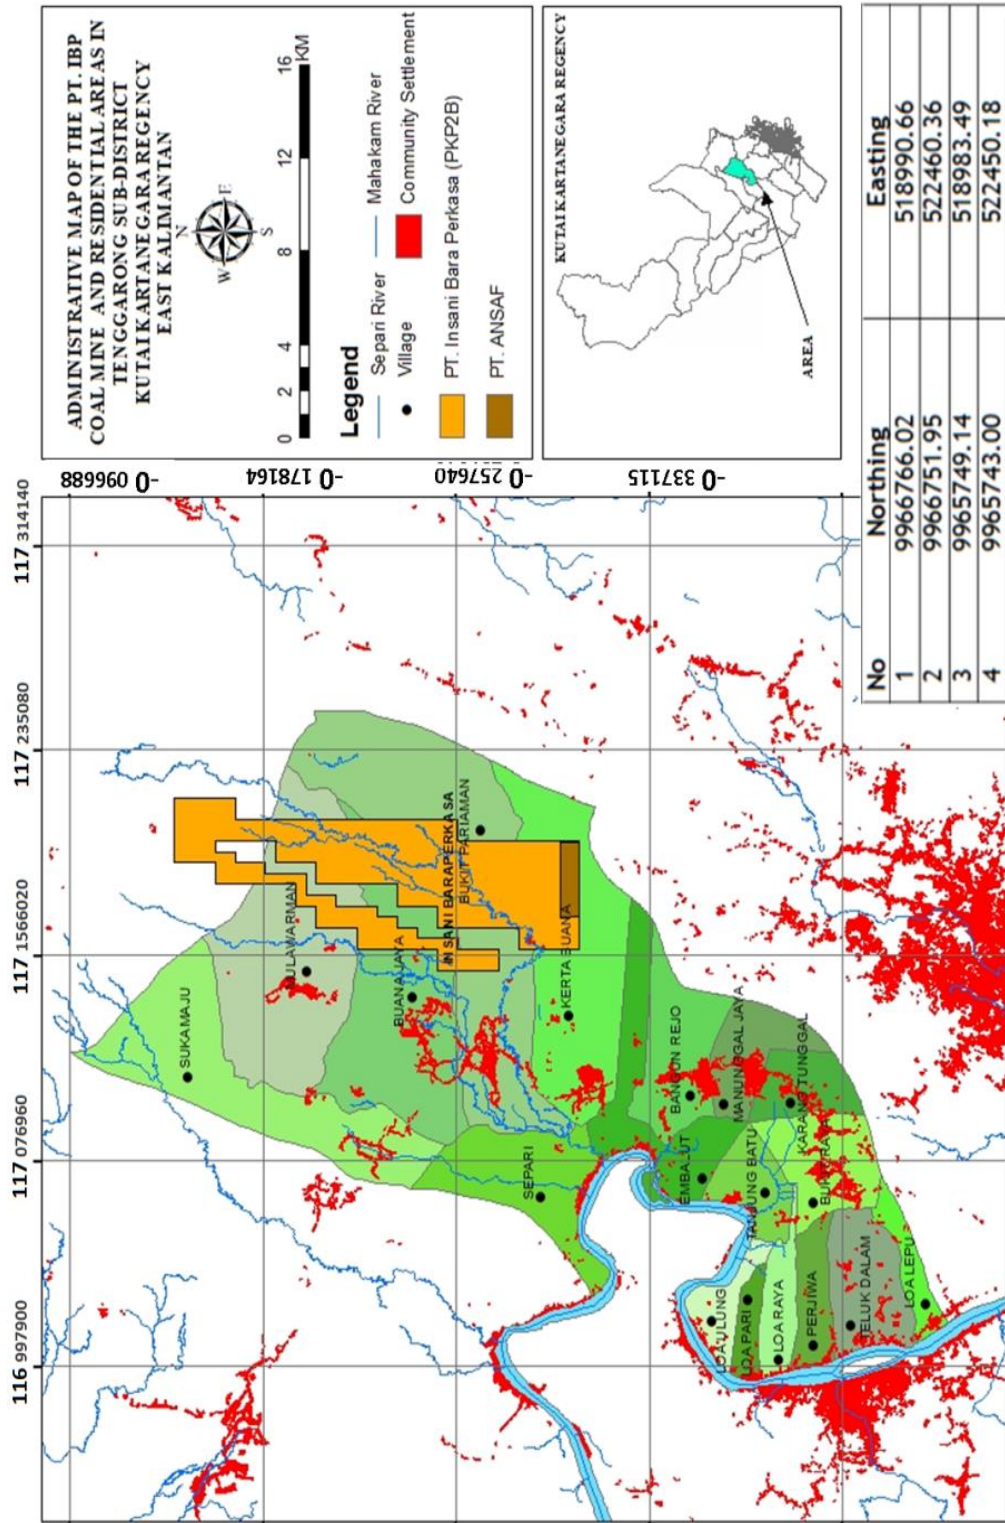 ADMINISTRATIVE MAP OF THE PT. IBP
COAL MINE AND RESIDENTIAL AREAS IN
TENGGARONG SUB-DISTRICT
KUTAI KARTANEGARA REGENCY
EAST KALIMANTAN
N
W E
S
0 2 4 8 12 16 KM
Legend
Separi River
Mahakam River
Village
Community Settlement
PT. Insani Bara Perkasa (PKP2B)
PT. ANSAF
KUTAI KARTANEGARA REGENCY
AREA
116 997900
117 076960
117 156020
117 235080
117 314140
-0 096688
-0 178164
-0 257640
-0 337115
SUKAMAJU
MULAWARMAN
BUANA JAYA
INSANI BARAPERKASA
BUKIT PARIAMAN
SEPARI
KERTA BUANA
BANGUN REJO
EMBALUT
MANUNGGAL JAYA
TANJUNG BATU
KARANG TUNGGAL
BUKIT RAYA
LOA ULUNG
LOA PARI
LOA RAYA
PERJIWA
TELUK DALAM
LOA LEPU
No Northing Easting
1 9966766.02 518990.66
2 9966751.95 522460.36
3 9965749.14 518983.49
4 9965743.00 522450.18